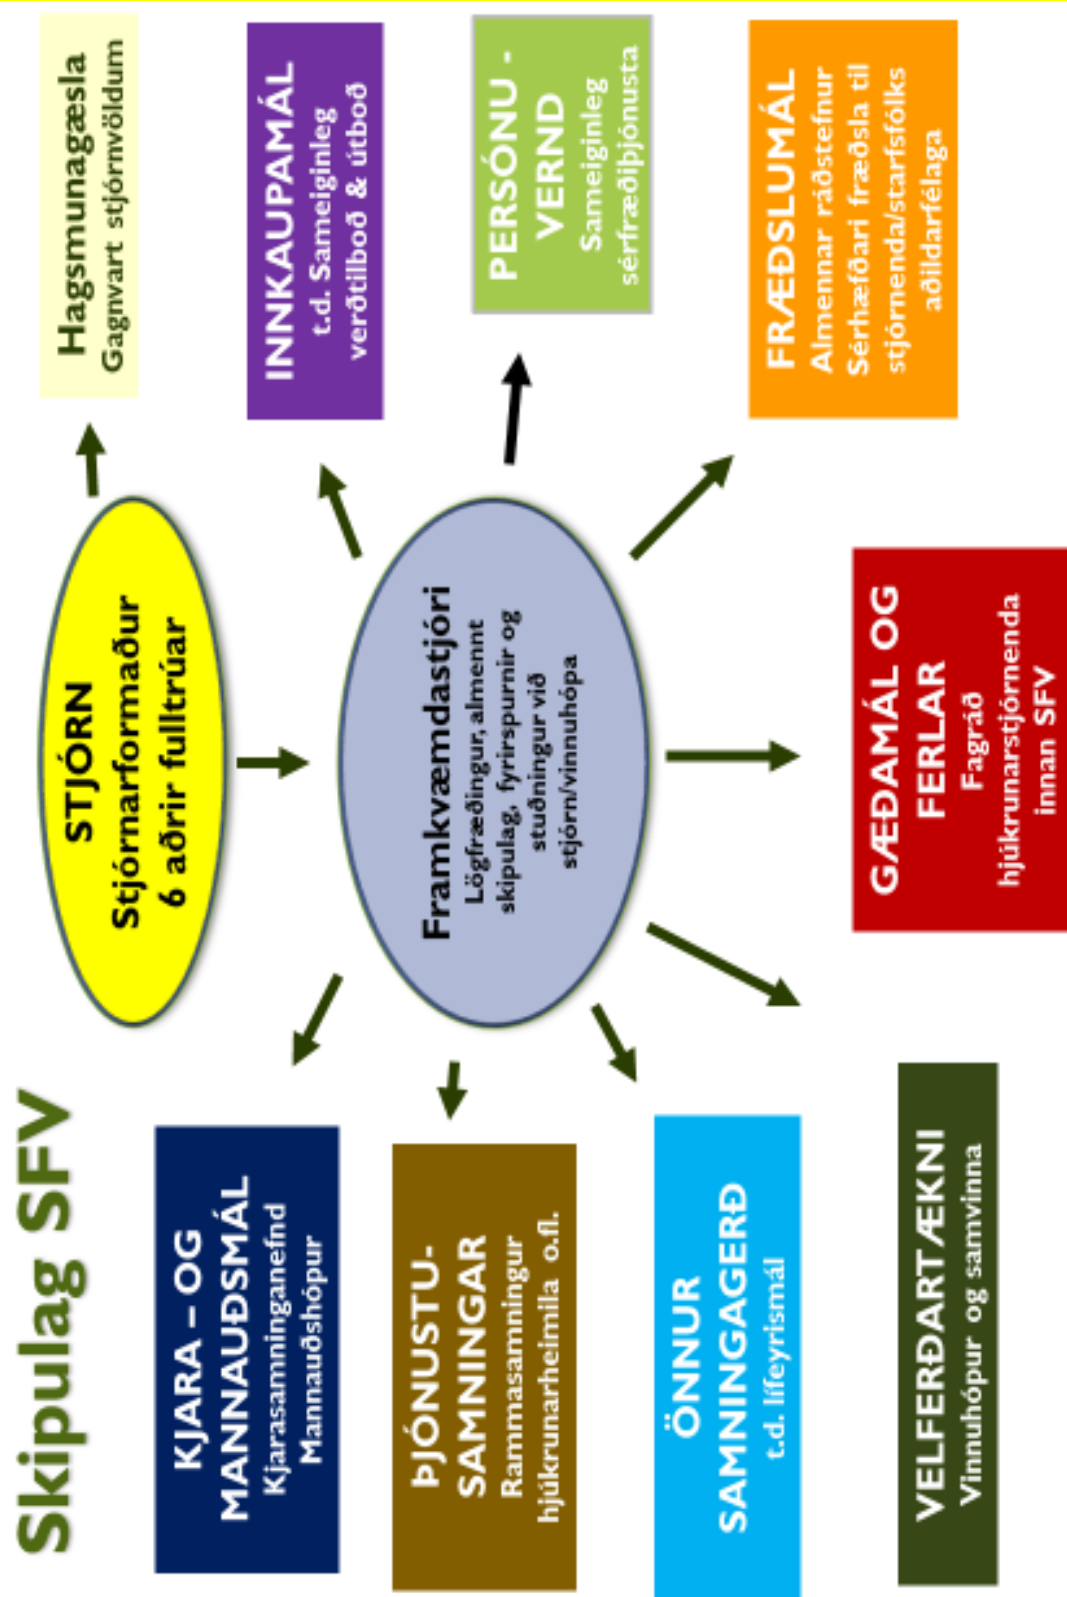 Skipulag SFV
STJÓRN
Stjórnarformaður
6 aðrir fulltrúar
Hagsmunagæsla
Gagnvart stjórnvöldum
KJARA – OG
MANNAUÐSMÁL
Kjarasamninganefnd
Mannauðshópur
INNKAUPAMÁL
t.d. Sameiginleg
verðtilboð & útboð
Framkvæmdastjóri
Lögfræðingur, almennt
skipulag, fyrirspurnir og
stuðningur við
stjórn/vinnuhópa
ÞJÓNUSTU-
SAMNINGAR
Rammasamningur
hjúkrunarheimila o.fl.
PERSÓNU -
VERND
Sameiginleg
sérfræðiþjónusta
ÖNNUR
SAMNINGAGERÐ
t.d. lífeyrismál
FRÆÐSLUMÁL
Almennar ráðstefnur
Sérhæfðari fræðsla til
stjórnenda/starfsfólks
aðildarfélaga
VELFERÐARTÆKNI
Vinnuhópur og samvinna
GÆÐAMÁL OG
FERLAR
Fagráð
hjúkrunarstjórnenda
innan SFV